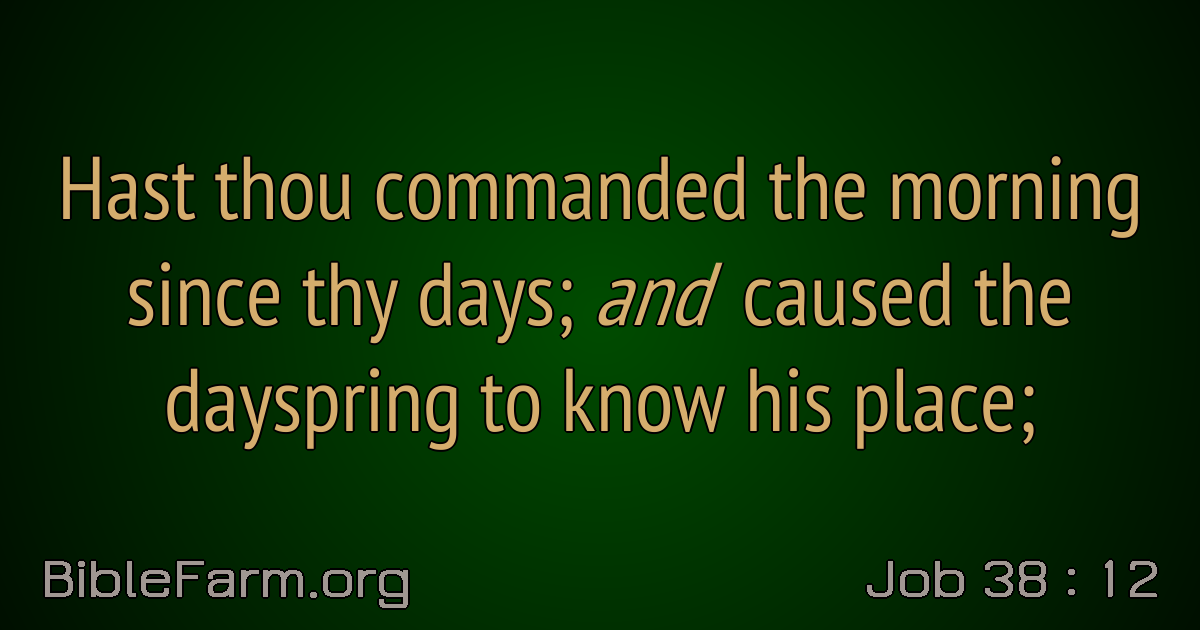 Hast thou commanded the morning
since thy days; and caused the
dayspring to know his place;
BibleFarm.org
Job 38 : 12